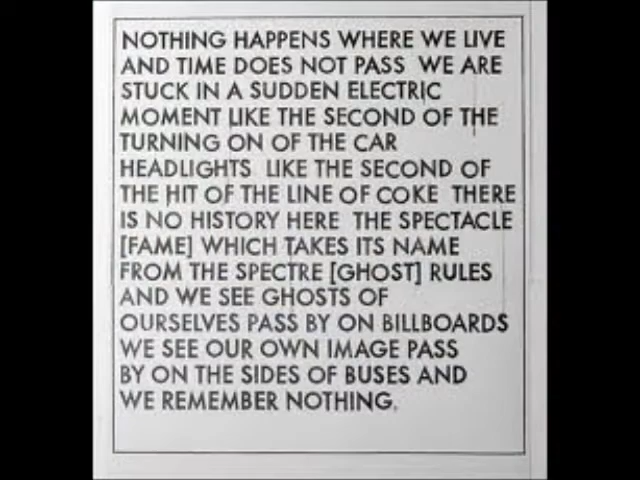 NOTHING HAPPENS WHERE WE LIVE
AND TIME DOES NOT PASS WE ARE
STUCK IN A SUDDEN ELECTRIC
MOMENT LIKE THE SECOND OF THE
TURNING ON OF THE CAR
HEADLIGHTS LIKE THE SECOND OF
THE HIT OF THE LINE OF COKE THERE
IS NO HISTORY HERE THE SPECTACLE
[FAME] WHICH TAKES ITS NAME
FROM THE SPECTRE [GHOST] RULES
AND WE SEE GHOSTS OF
OURSELVES PASS BY ON BILLBOARDS
WE SEE OUR OWN IMAGE PASS
BY ON THE SIDES OF BUSES AND
WE REMEMBER NOTHING.